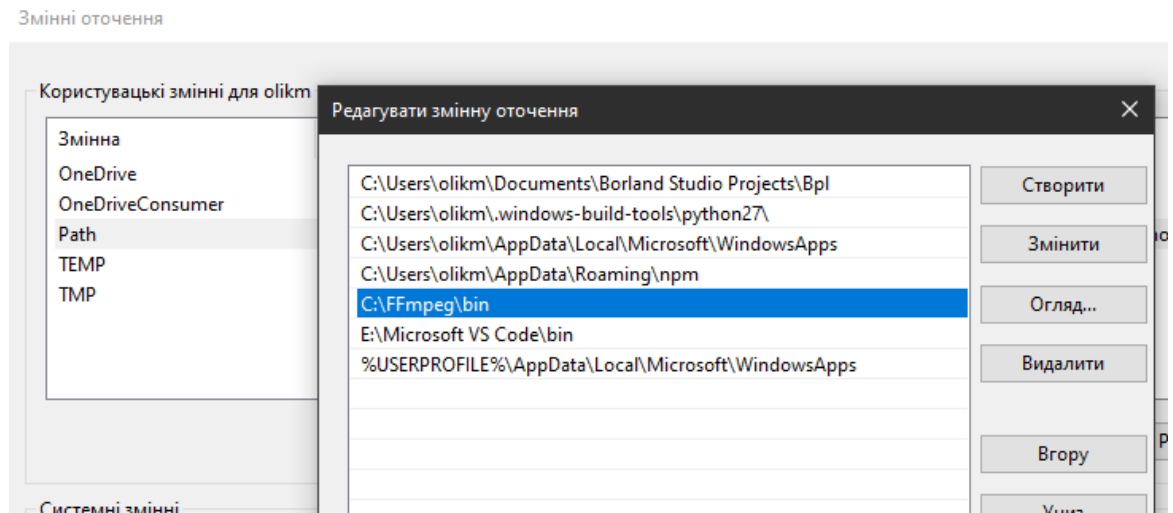 Змінні оточення
Користувацькі змінні для olikm
Змінна
OneDrive
OneDriveConsumer
Path
TEMP
TMP
Системні змінні
Редагувати змінну оточення
C:\Users\olikm\Documents\Borland Studio Projects\Bpl
C:\Users\olikm\.windows-build-tools\python27\
C:\Users\olikm\AppData\Local\Microsoft\WindowsApps
C:\Users\olikm\AppData\Roaming\npm
C:\FFmpeg\bin
E:\Microsoft VS Code\bin
%USERPROFILE%\AppData\Local\Microsoft\WindowsApps
Створити
Змінити
Огляд...
Видалити
Вгору